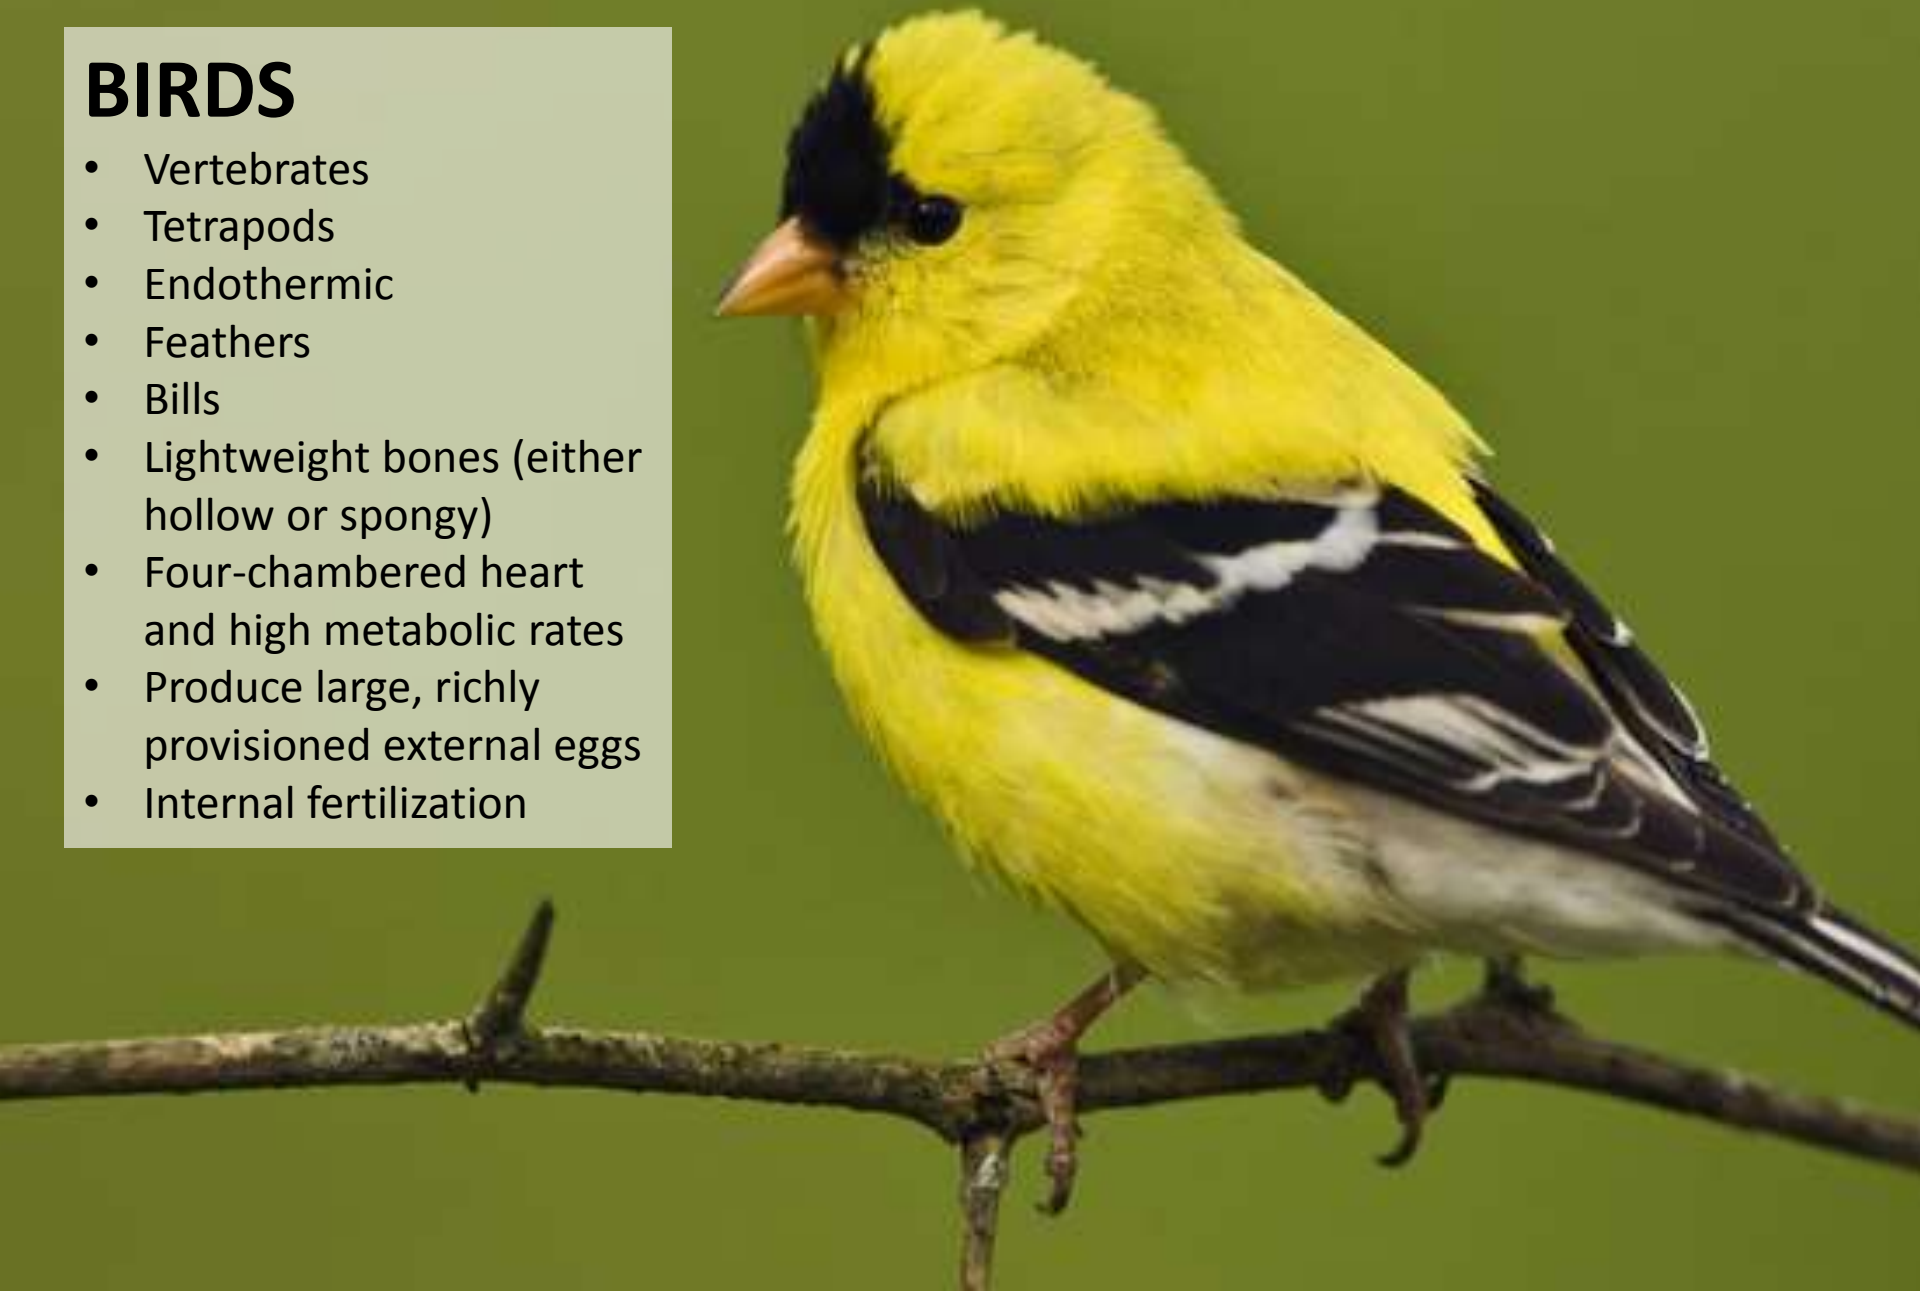 BIRDS
• Vertebrates
• Tetrapods
• Endothermic
• Feathers
• Bills
• Lightweight bones (either
hollow or spongy)
• Four-chambered heart
and high metabolic rates
• Produce large, richly
provisioned external eggs
• Internal fertilization